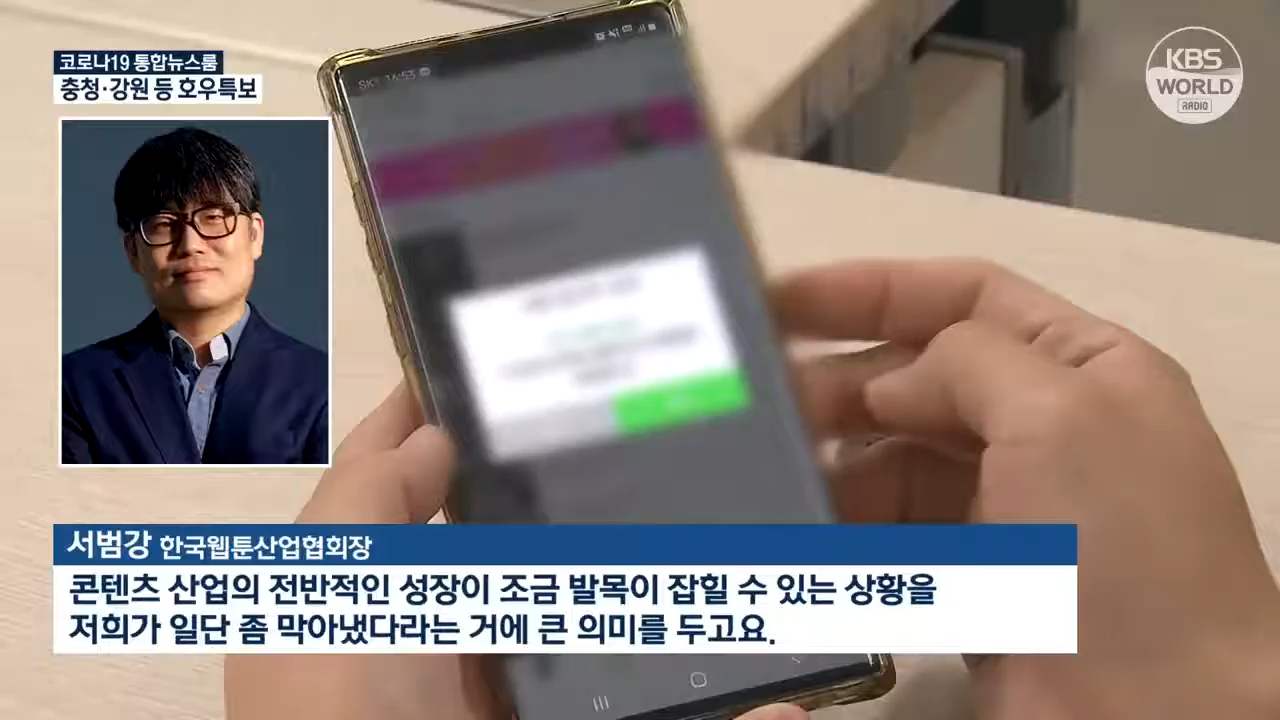 코로나19 통합뉴스룸
충청·강원 등 호우특보
KBS
WORLD
RADIO
서범강 한국웹툰산업협회장
콘텐츠 산업의 전반적인 성장이 조금 발목이 잡힐 수 있는 상황을
저희가 일단 좀 막아냈다라는 거에 큰 의미를 두고요.